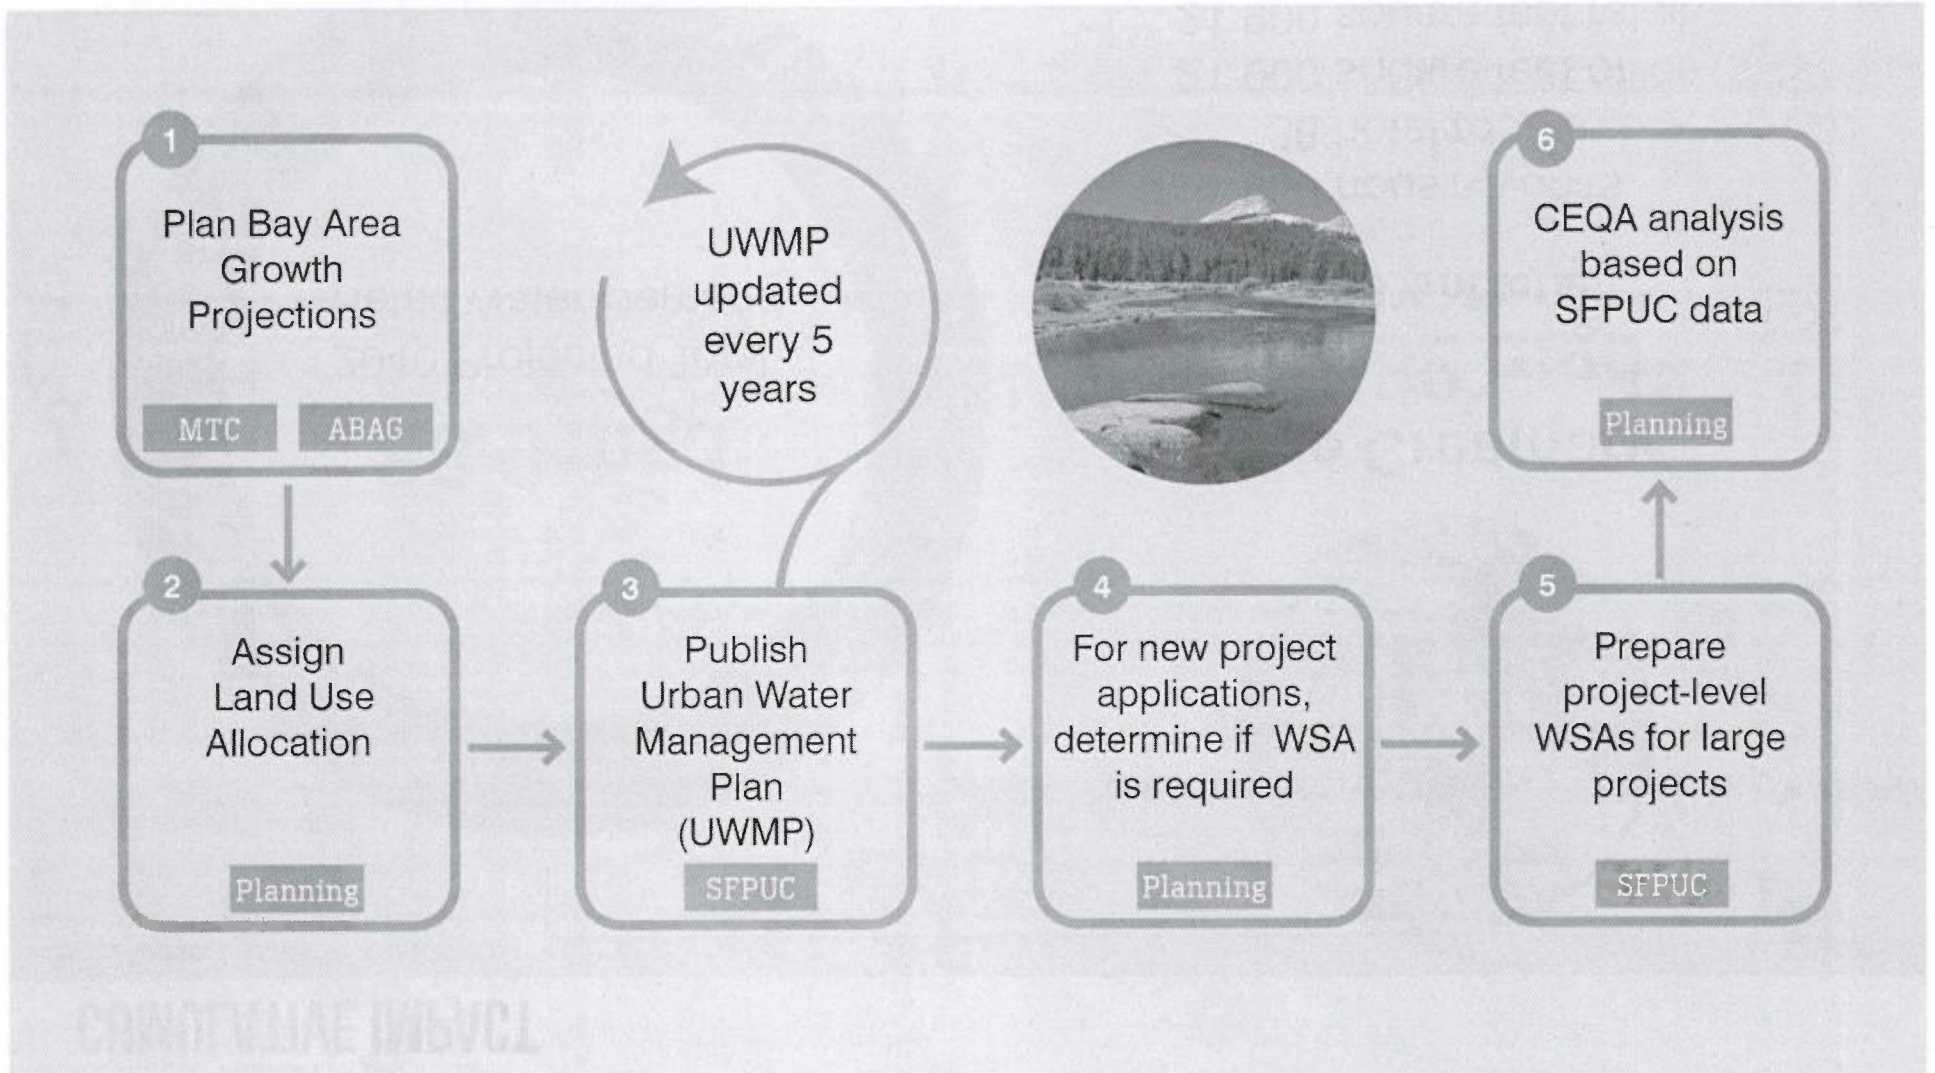 1
Plan Bay Area
Growth
Projections
MTC
ABAG
2
Assign
Land Use
Allocation
Planning
UWMP
updated
every 5
years
3
Publish
Urban Water
Management
Plan
(UWMP)
SFPUC
4
For new project
applications,
determine if WSA
is required
Planning
5
Prepare
project-level
WSAs for large
projects
SFPUC
6
CEQA analysis
based on
SFPUC data
Planning
CUMULATIVE IMPACT